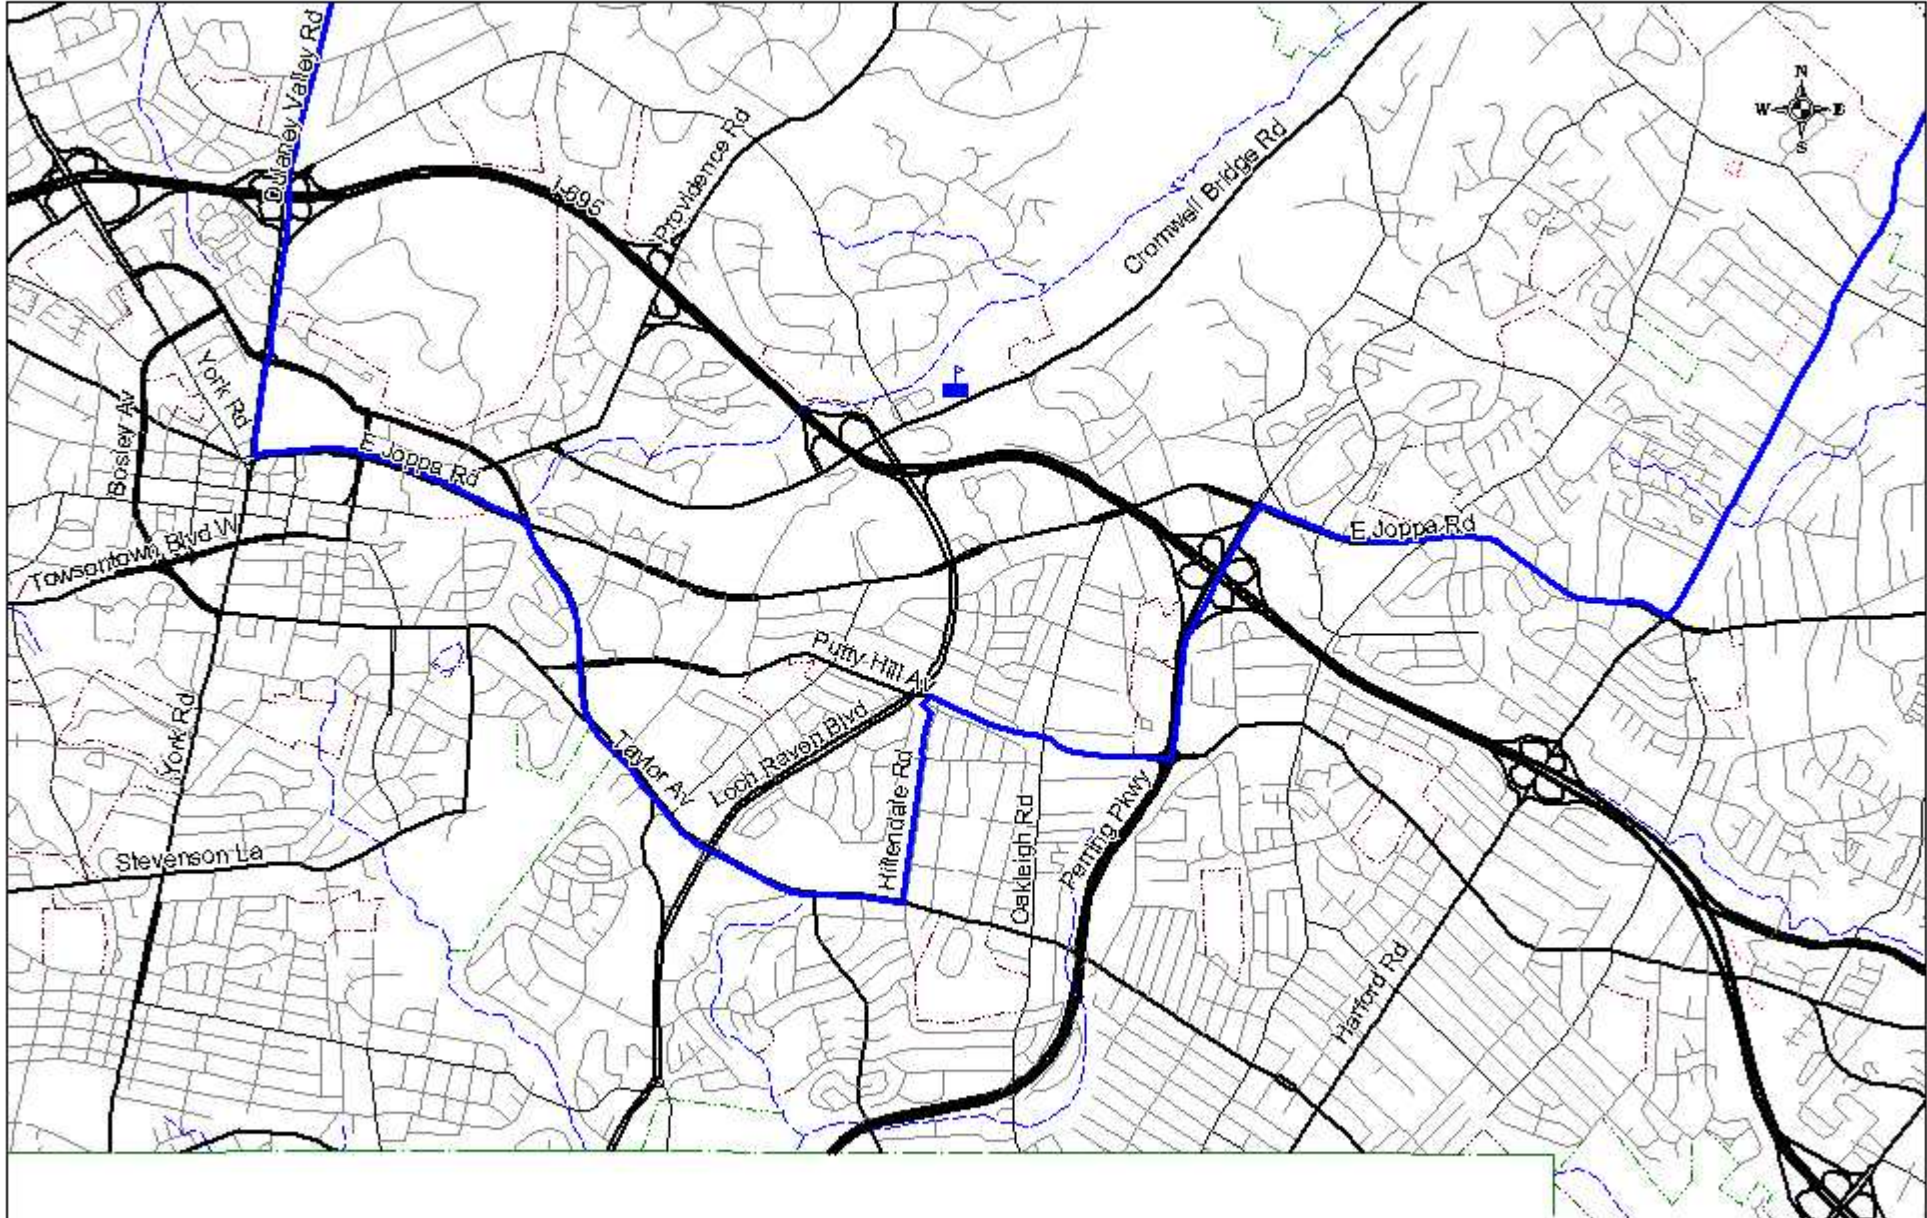 Dulaney Valley Rd
N
W E
S
Providence Rd
I-695
Cromwell Bridge Rd
York Rd
Bosley Av
E Joppa Rd
E Joppa Rd
Towsontown Blvd W
Putty Hill Av
York Rd
Taylor Av
Loch Raven Blvd
Hillendale Rd
Oakleigh Rd
Perring Pkwy
Stevenson La
Harford Rd